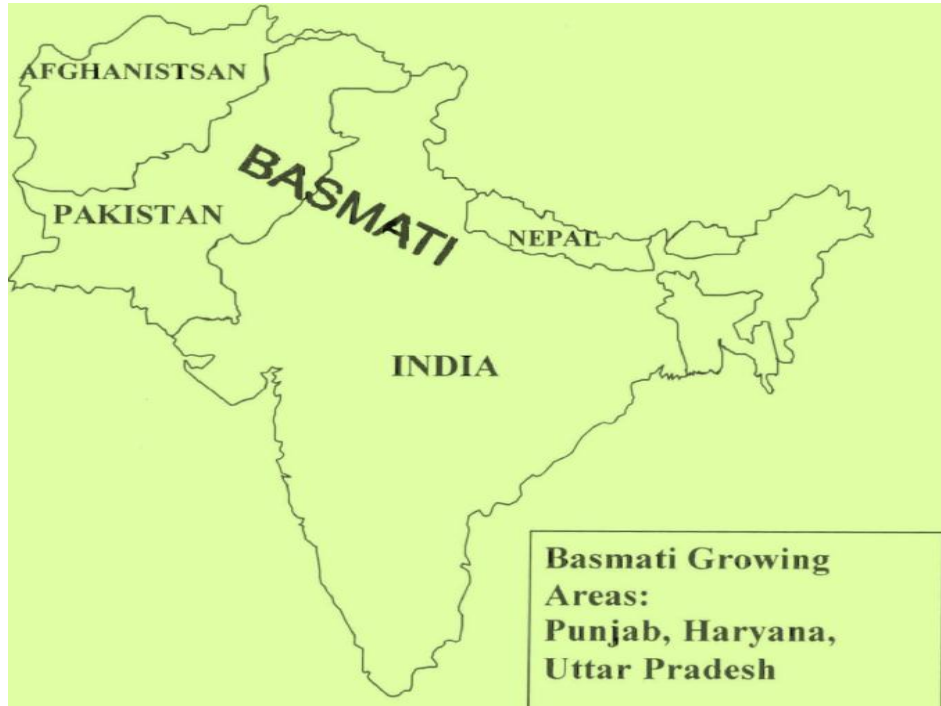 AFGHANISTSAN
BASMATI
PAKISTAN
NEPAL
INDIA
Basmati Growing
Areas:
Punjab, Haryana,
Uttar Pradesh